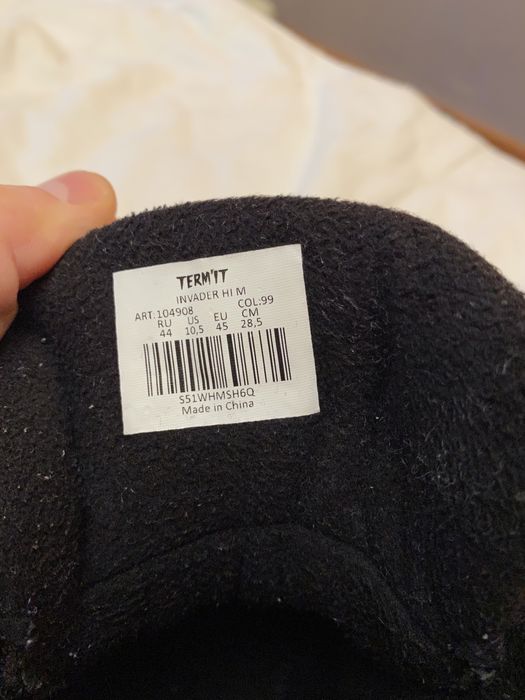 TERM'IT
INVADER HI M
ART.104908 COL:99
RU US EU CM
44 10,5 45 28,5
S51WHMSH6Q
Made in China